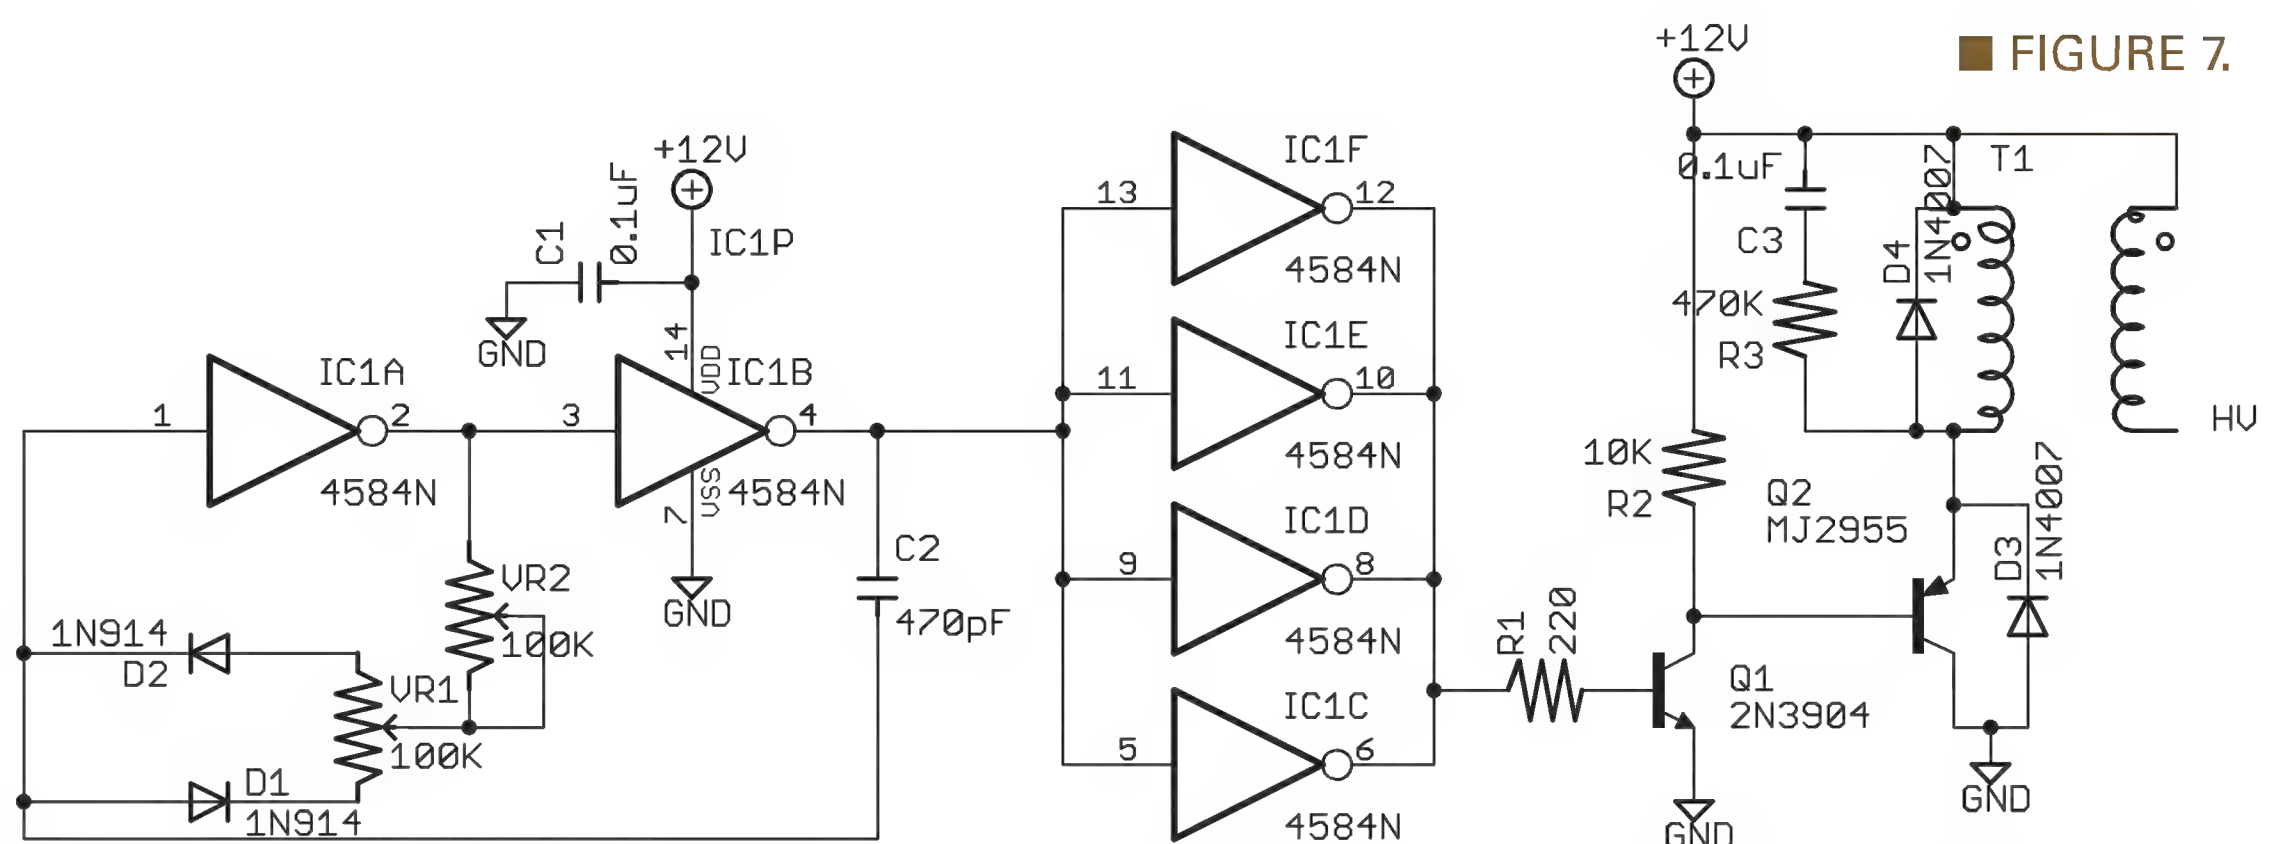 FIGURE 7.
+12V
+12V
0.1uF
C1
IC1P
GND
14
VDD
VSS
7
GND
1
IC1A
2
4584N
3
IC1B
4
4584N
C2
470pF
VR2
100K
1N914
D2
VR1
100K
D1
1N914
13
IC1F
12
4584N
11
IC1E
10
4584N
9
IC1D
8
4584N
5
IC1C
6
4584N
R1
220
0.1uF
C3
470K
R3
D4
1N4007
T1
HV
10K
R2
Q2
MJ2955
D3
1N4007
Q1
2N3904
GND
GND